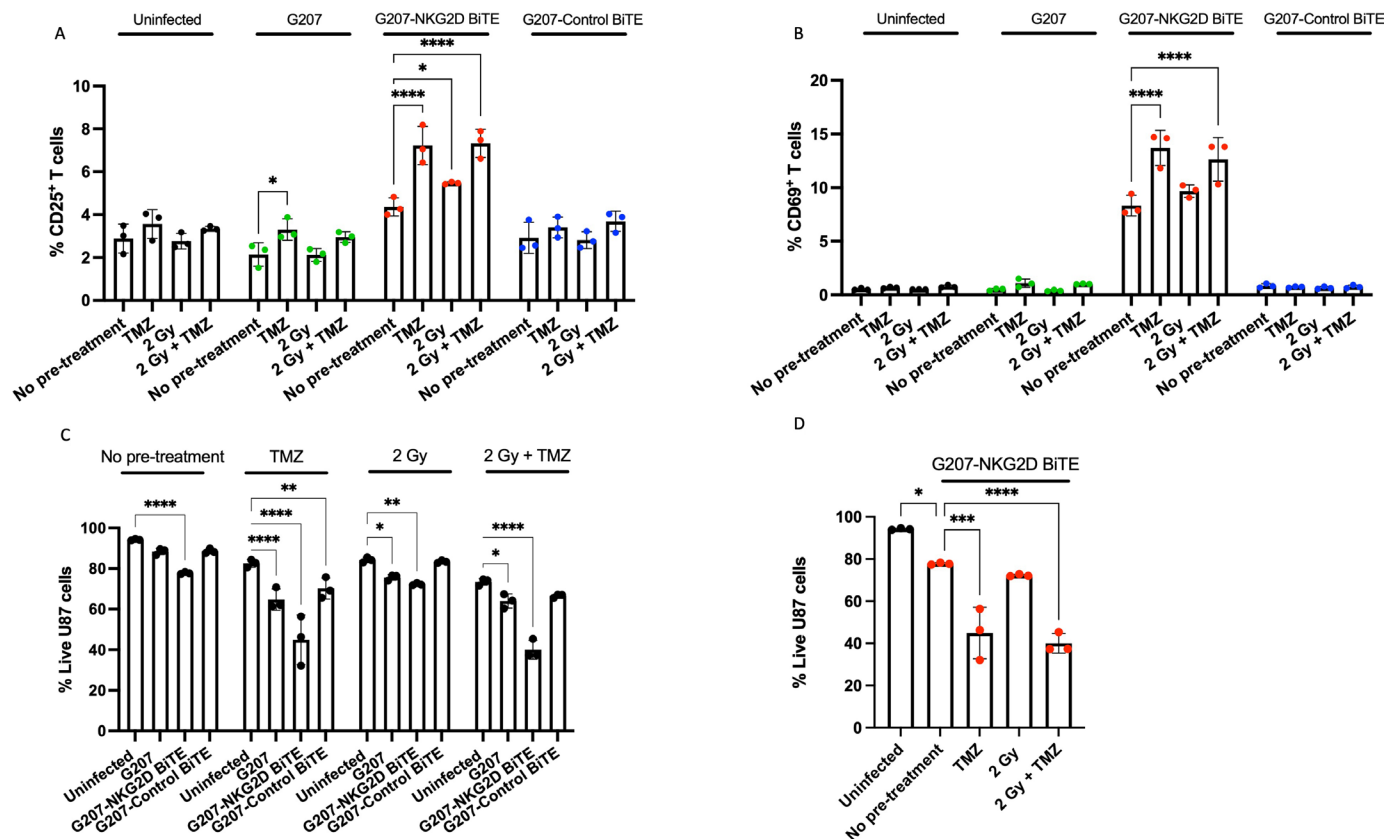 A
Uninfected
G207
G207-NKG2D BiTE
G207-Control BiTE
****
*
****
*
% CD25+ T cells
10
8
6
4
2
0
No pre-treatment
TMZ
2 Gy
2 Gy + TMZ
No pre-treatment
TMZ
2 Gy
2 Gy + TMZ
No pre-treatment
TMZ
2 Gy
2 Gy + TMZ
No pre-treatment
TMZ
2 Gy
2 Gy + TMZ
B
Uninfected
G207
G207-NKG2D BiTE
G207-Control BiTE
****
****
% CD69+ T cells
20
15
10
5
0
No pre-treatment
TMZ
2 Gy
2 Gy + TMZ
No pre-treatment
TMZ
2 Gy
2 Gy + TMZ
No pre-treatment
TMZ
2 Gy
2 Gy + TMZ
No pre-treatment
TMZ
2 Gy
2 Gy + TMZ
C
No pre-treatment
TMZ
2 Gy
2 Gy + TMZ
****
**
****
****
**
*
****
*
% Live U87 cells
100
80
60
40
20
0
Uninfected
G207
G207-NKG2D BiTE
G207-Control BiTE
Uninfected
G207
G207-NKG2D BiTE
G207-Control BiTE
Uninfected
G207
G207-NKG2D BiTE
G207-Control BiTE
Uninfected
G207
G207-NKG2D BiTE
G207-Control BiTE
D
G207-NKG2D BiTE
*
****
***
% Live U87 cells
100
80
60
40
20
0
Uninfected
No pre-treatment
TMZ
2 Gy
2 Gy + TMZ